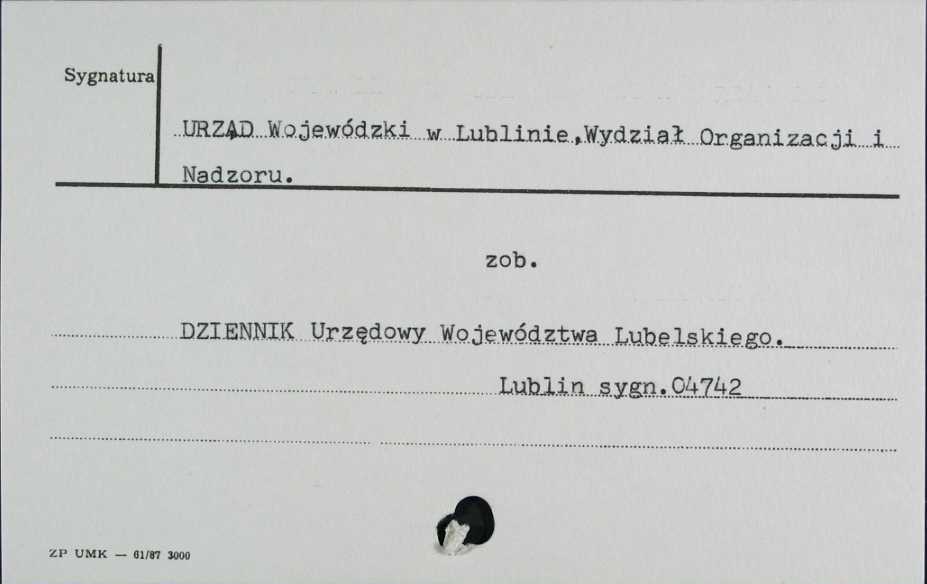 Sygnatura
URZĄD Wojewódzki w Lublinie,Wydział Organizacji i
Nadzoru.
zob.
DZIENNIK Urzędowy Województwa Lubelskiego.
Lublin sygn.04742
ZP UMK — 61/87 3000